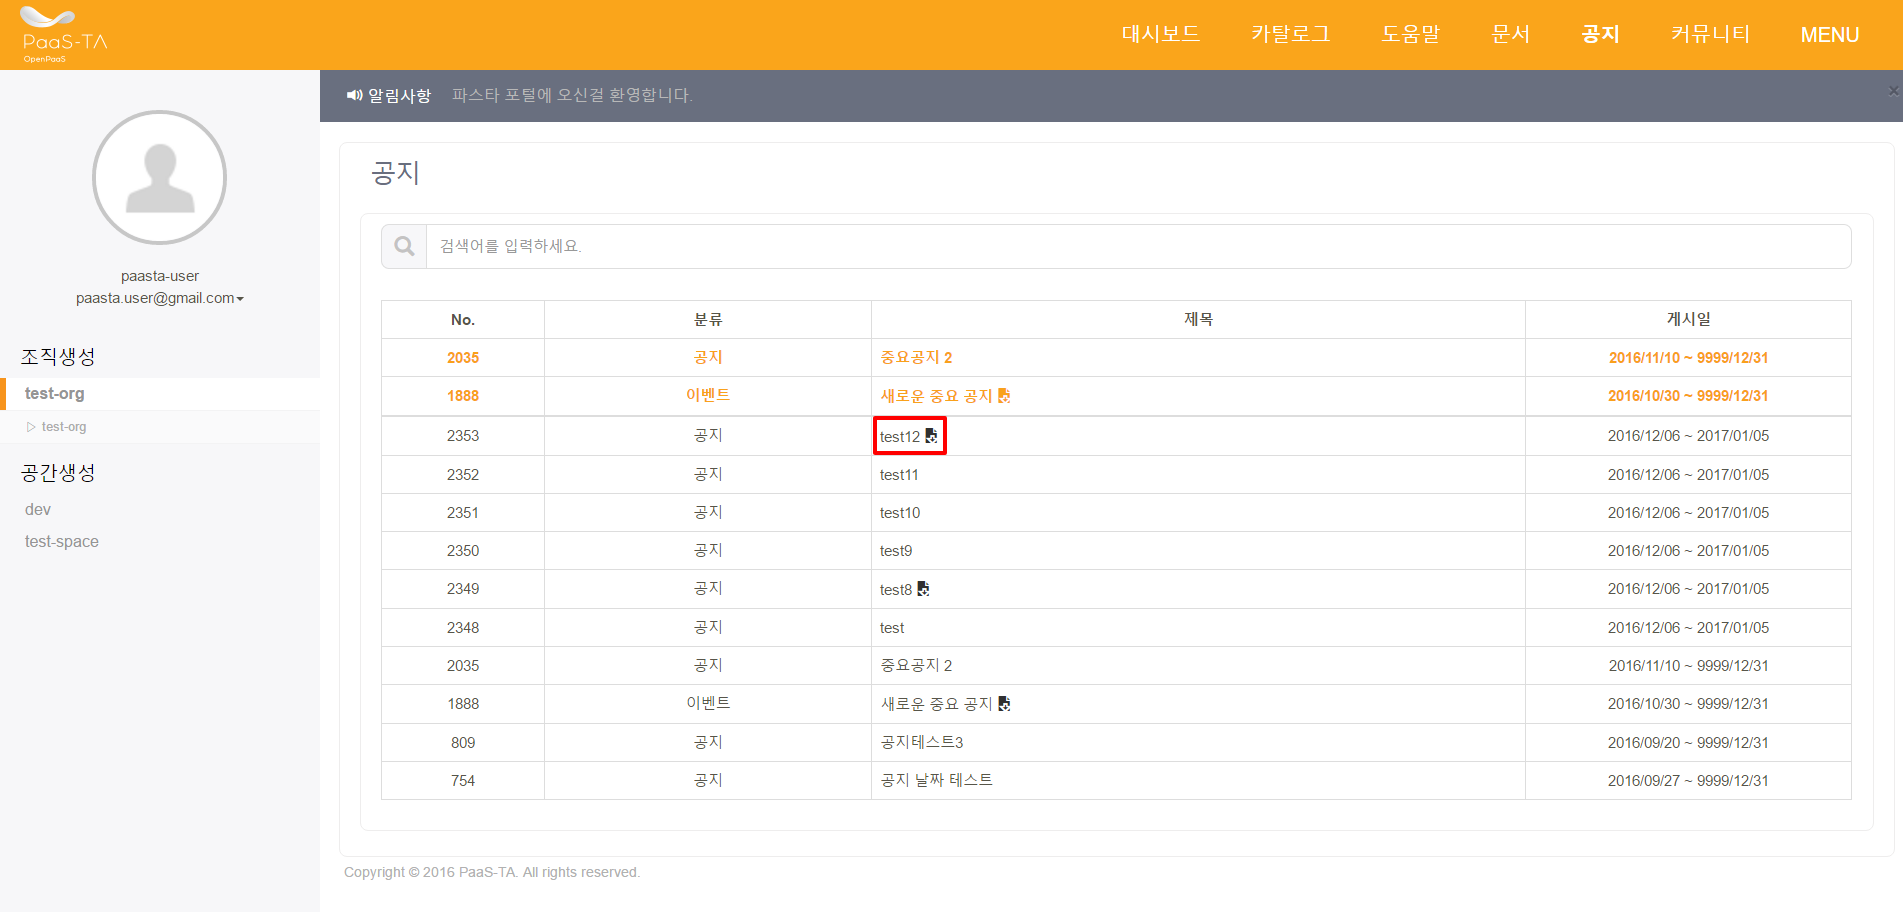 PaaS-TA
OpenPaaS
대시보드 카탈로그 도움말 문서 공지 커뮤니티 MENU
알림사항 파스타 포털에 오신걸 환영합니다. ×
paasta-user
paasta.user@gmail.com
조직생성
test-org
test-org
공간생성
dev
test-space
공지
검색어를 입력하세요.
No. 분류 제목 게시일
2035 공지 중요공지 2 2016/11/10 ~ 9999/12/31
1888 이벤트 새로운 중요 공지 2016/10/30 ~ 9999/12/31
2353 공지 test12 2016/12/06 ~ 2017/01/05
2352 공지 test11 2016/12/06 ~ 2017/01/05
2351 공지 test10 2016/12/06 ~ 2017/01/05
2350 공지 test9 2016/12/06 ~ 2017/01/05
2349 공지 test8 2016/12/06 ~ 2017/01/05
2348 공지 test 2016/12/06 ~ 2017/01/05
2035 공지 중요공지 2 2016/11/10 ~ 9999/12/31
1888 이벤트 새로운 중요 공지 2016/10/30 ~ 9999/12/31
809 공지 공지테스트3 2016/09/20 ~ 9999/12/31
754 공지 공지 날짜 테스트 2016/09/27 ~ 9999/12/31
Copyright © 2016 PaaS-TA. All rights reserved.